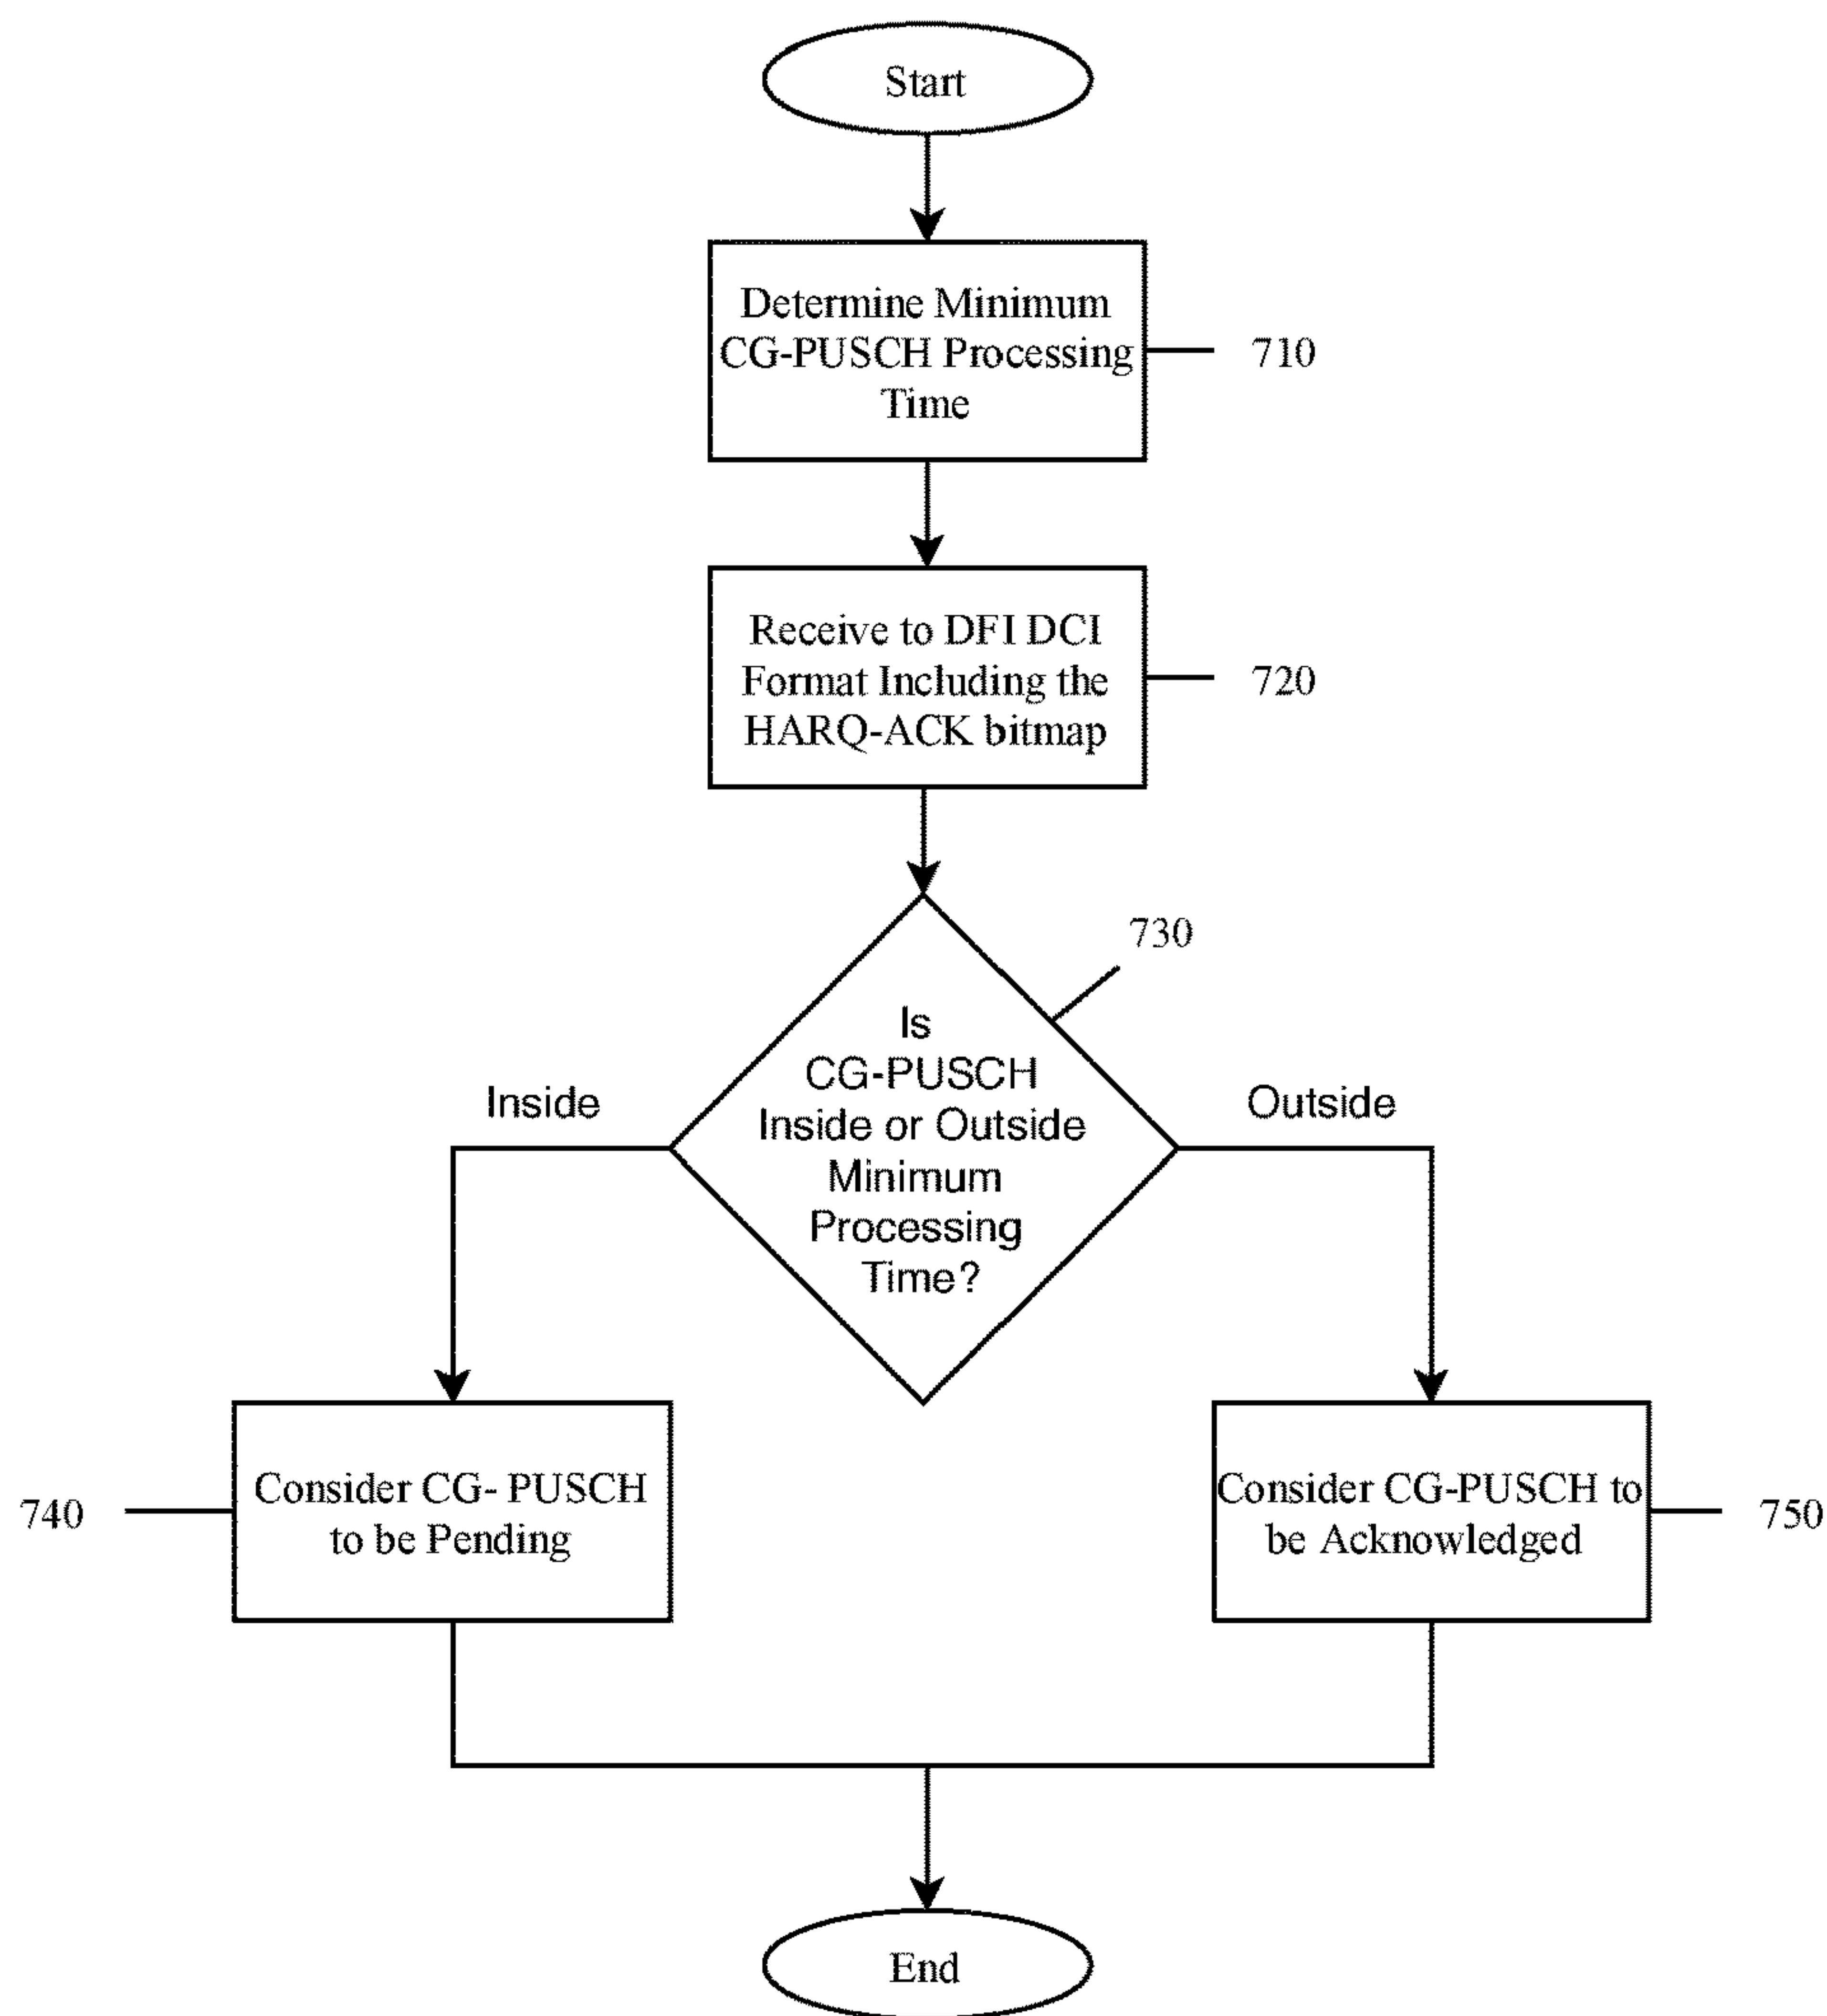 Start
Determine Minimum
CG-PUSCH Processing
Time
710
Receive to DFI DCI
Format Including the
HARQ-ACK bitmap
720
730
Is
CG-PUSCH
Inside or Outside
Minimum
Processing
Time?
Inside
Outside
740
Consider CG- PUSCH
to be Pending
Consider CG-PUSCH to
be Acknowledged
750
End